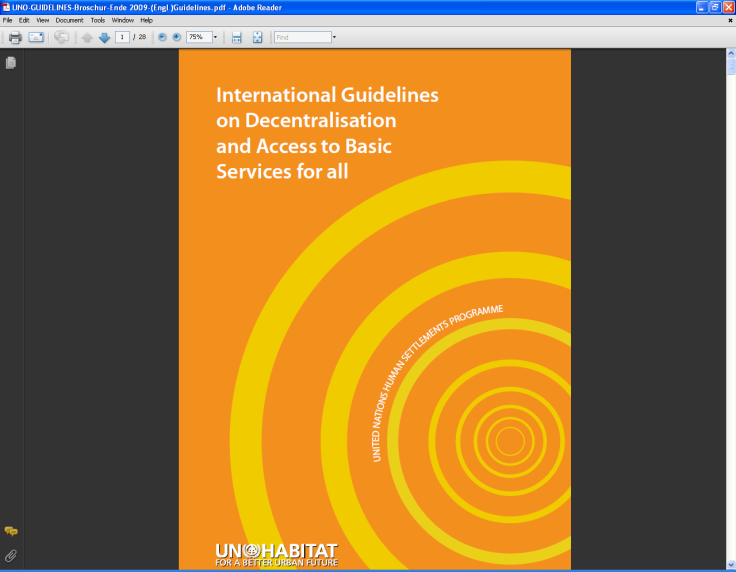 UNO-GUIDELINES-Broschur-Ende 2009-(Engl )Guidelines.pdf - Adobe Reader
File Edit View Document Tools Window Help
1 / 28 75% Find
International Guidelines
on Decentralisation
and Access to Basic
Services for all
UNITED NATIONS HUMAN SETTLEMENTS PROGRAMME
UN HABITAT
FOR A BETTER URBAN FUTURE